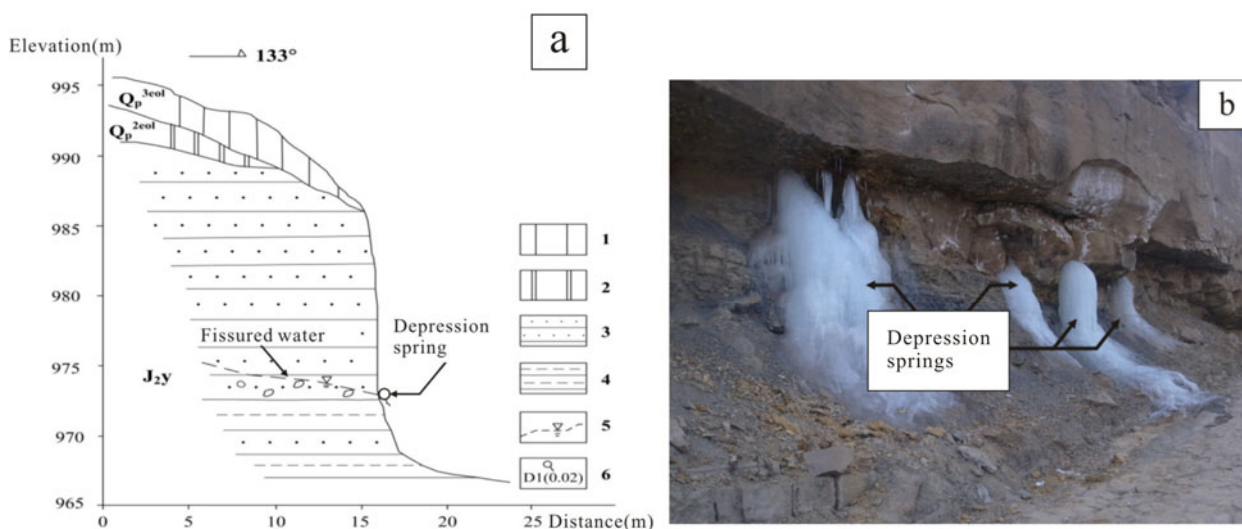 Elevation(m)
133°
a
b
995
Qp3eol
Qp2eol
990
985
980
975
970
965
Fissured water
Depression
spring
J2y
1
2
3
4
5
D1(0.02)
6
0
5
10
15
20
25
Distance(m)
Depression
springs